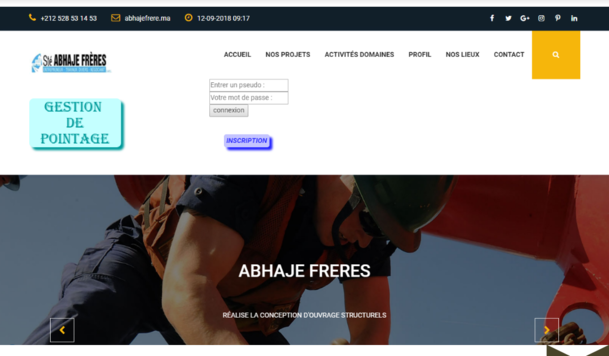 +212 528 53 14 53 abhajefrere.ma 12-09-2018 09:17
Sté ABHAJE FRÈRES
ACCUEIL NOS PROJETS ACTIVITÉS DOMAINES PROFIL NOS LIEUX CONTACT
Entrer un pseudo :
Votre mot de passe :
connexion
GESTION
DE
POINTAGE
INSCRIPTION
ABHAJE FRERES
RÉALISE LA CONCEPTION D'OUVRAGE STRUCTURELS